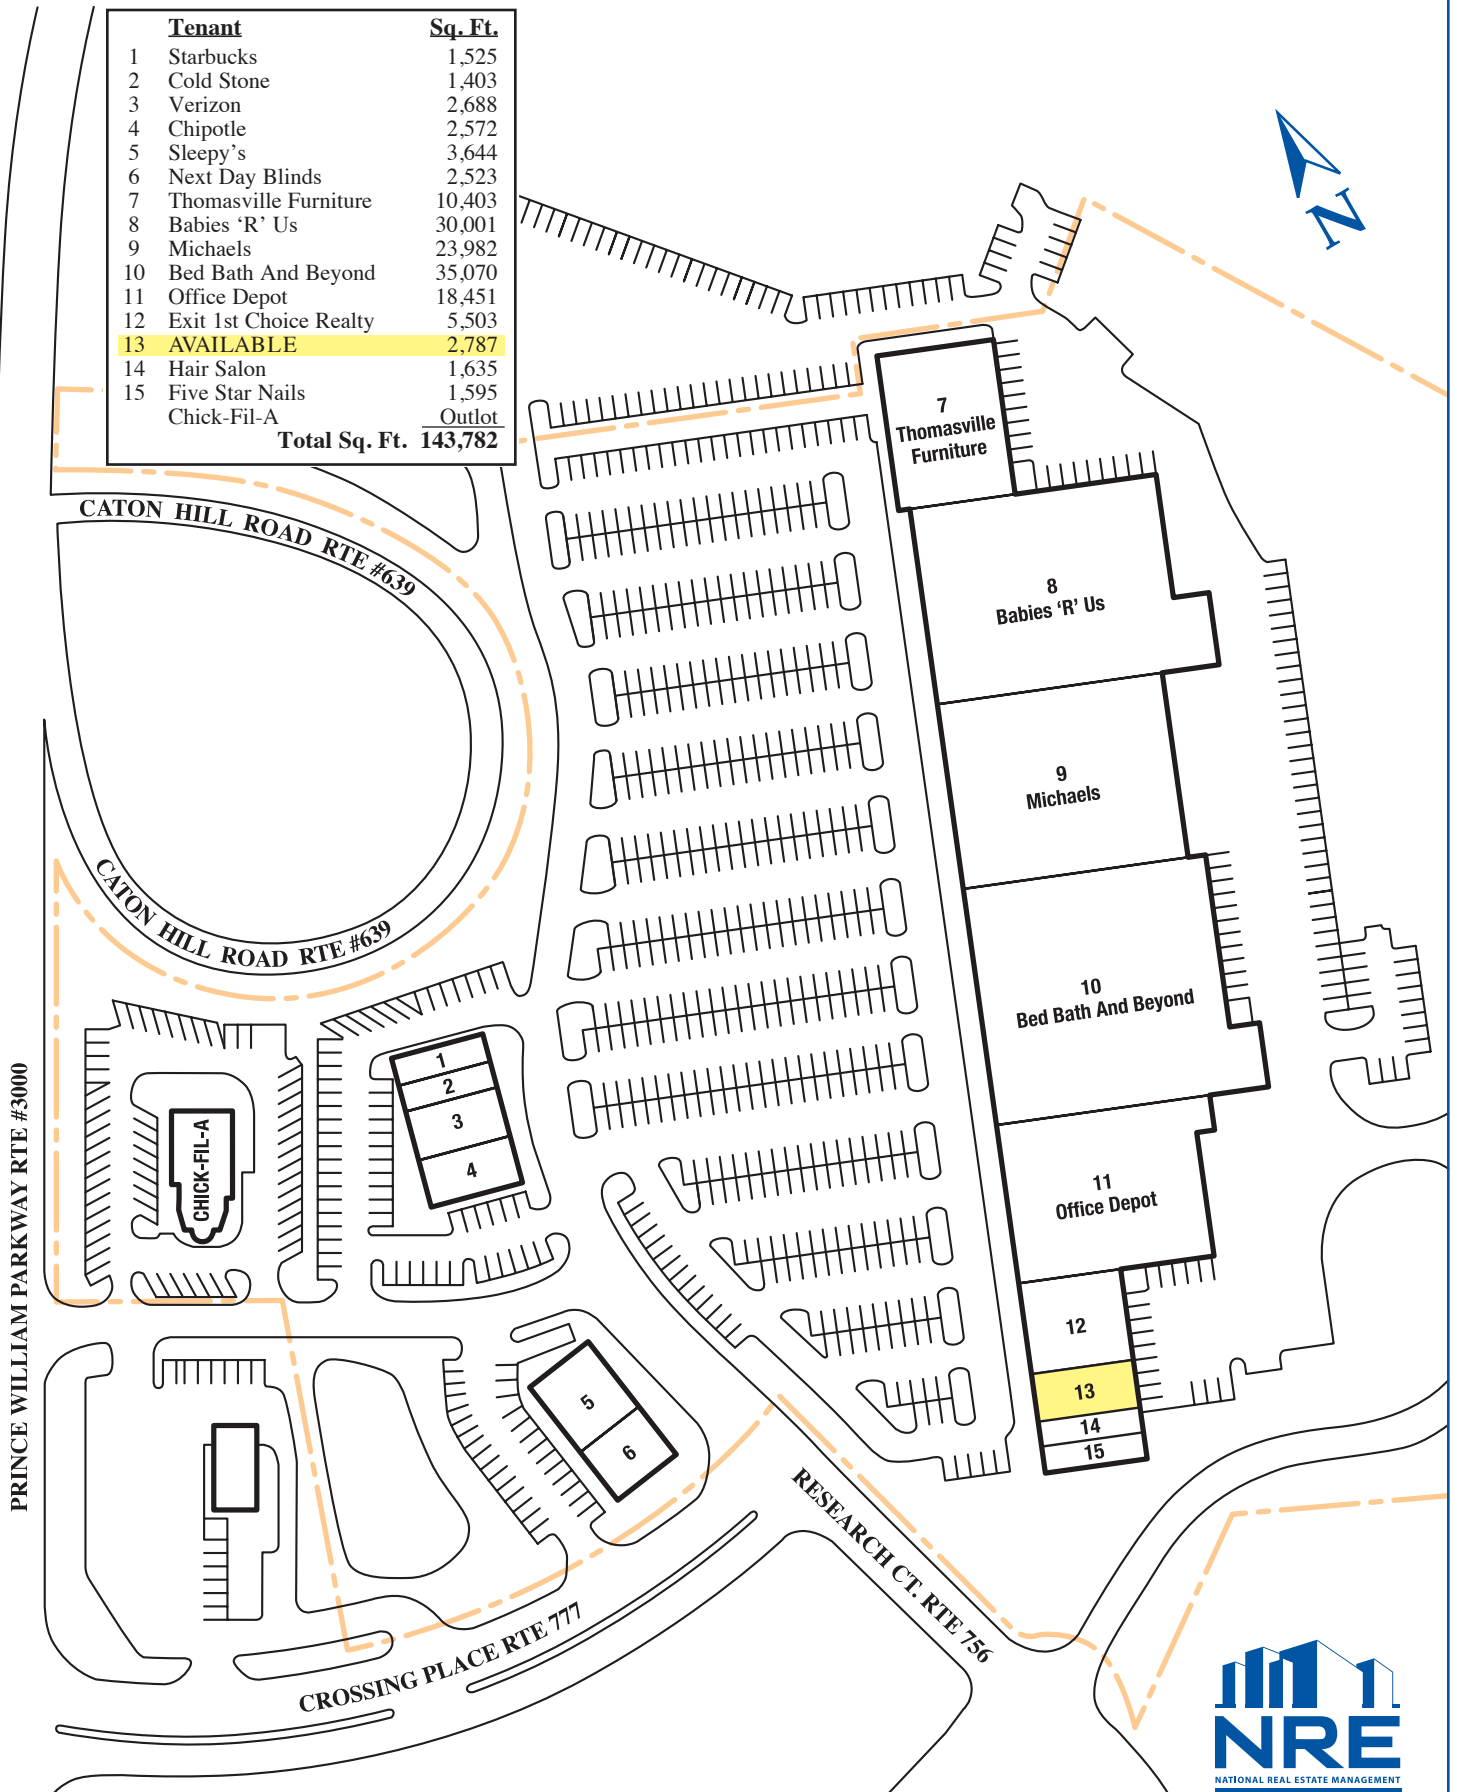 Tenant Sq. Ft.
1 Starbucks 1,525
2 Cold Stone 1,403
3 Verizon 2,688
4 Chipotle 2,572
5 Sleepy's 3,644
6 Next Day Blinds 2,523
7 Thomasville Furniture 10,403
8 Babies ‘R’ Us 30,001
9 Michaels 23,982
10 Bed Bath And Beyond 35,070
11 Office Depot 18,451
12 Exit 1st Choice Realty 5,503
13 AVAILABLE 2,787
14 Hair Salon 1,635
15 Five Star Nails 1,595
Chick-Fil-A Outlot
Total Sq. Ft. 143,782
N
7
Thomasville
Furniture
CATON HILL ROAD RTE #639
8
Babies ‘R’ Us
9
Michaels
CATON HILL ROAD RTE #639
10
Bed Bath And Beyond
1
2
3
4
CHICK-FIL-A
PRINCE WILLIAM PARKWAY RTE #3000
11
Office Depot
12
13
14
15
5
6
RESEARCH CT. RTE 756
CROSSING PLACE RTE 777
NRE
NATIONAL REAL ESTATE MANAGEMENT